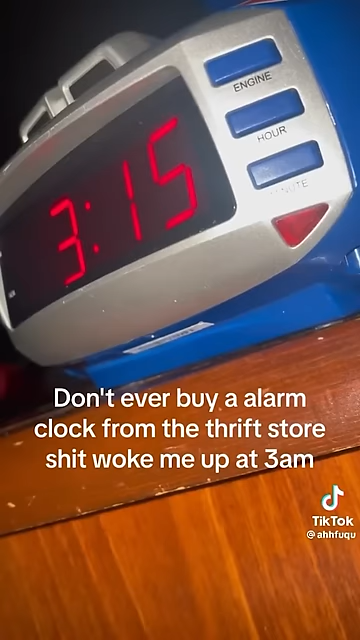 ENGINE
HOUR
3:15
Don't ever buy a alarm
clock from the thrift store
shit woke me up at 3am
TikTok
@ahhfuqu